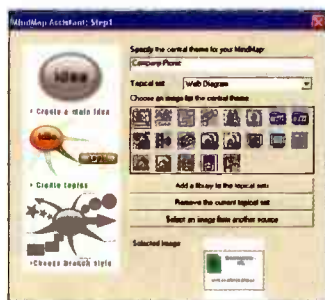 MindMap Assistant: Step1
Specify the central theme for your MindMap:
Company Picnic
Topical set
Web Diagram
Choose an image for the central theme
idea
• Create a main idea
• Create topics
• Change Branch style
Add a library to the topical sets
Remove the current topical set
Select an image from another source
Selected image